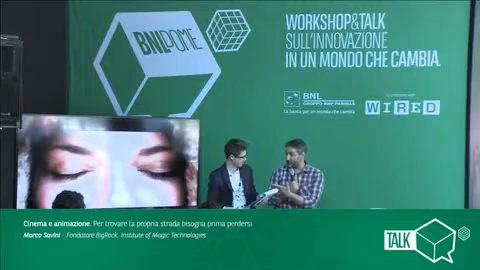 BNL DOME
WORKSHOP&TALK
SULL'INNOVAZIONE
IN UN MONDO CHE CAMBIA.
BNL
GRUPPO BNP PARIBAS
La banca per un mondo che cambia
WIRED
Cinema e animazione. Per trovare la propria strada bisogna prima perdersi
Marco Savini - Fondatore BigRock, Institute of Magic Technologies
TALK